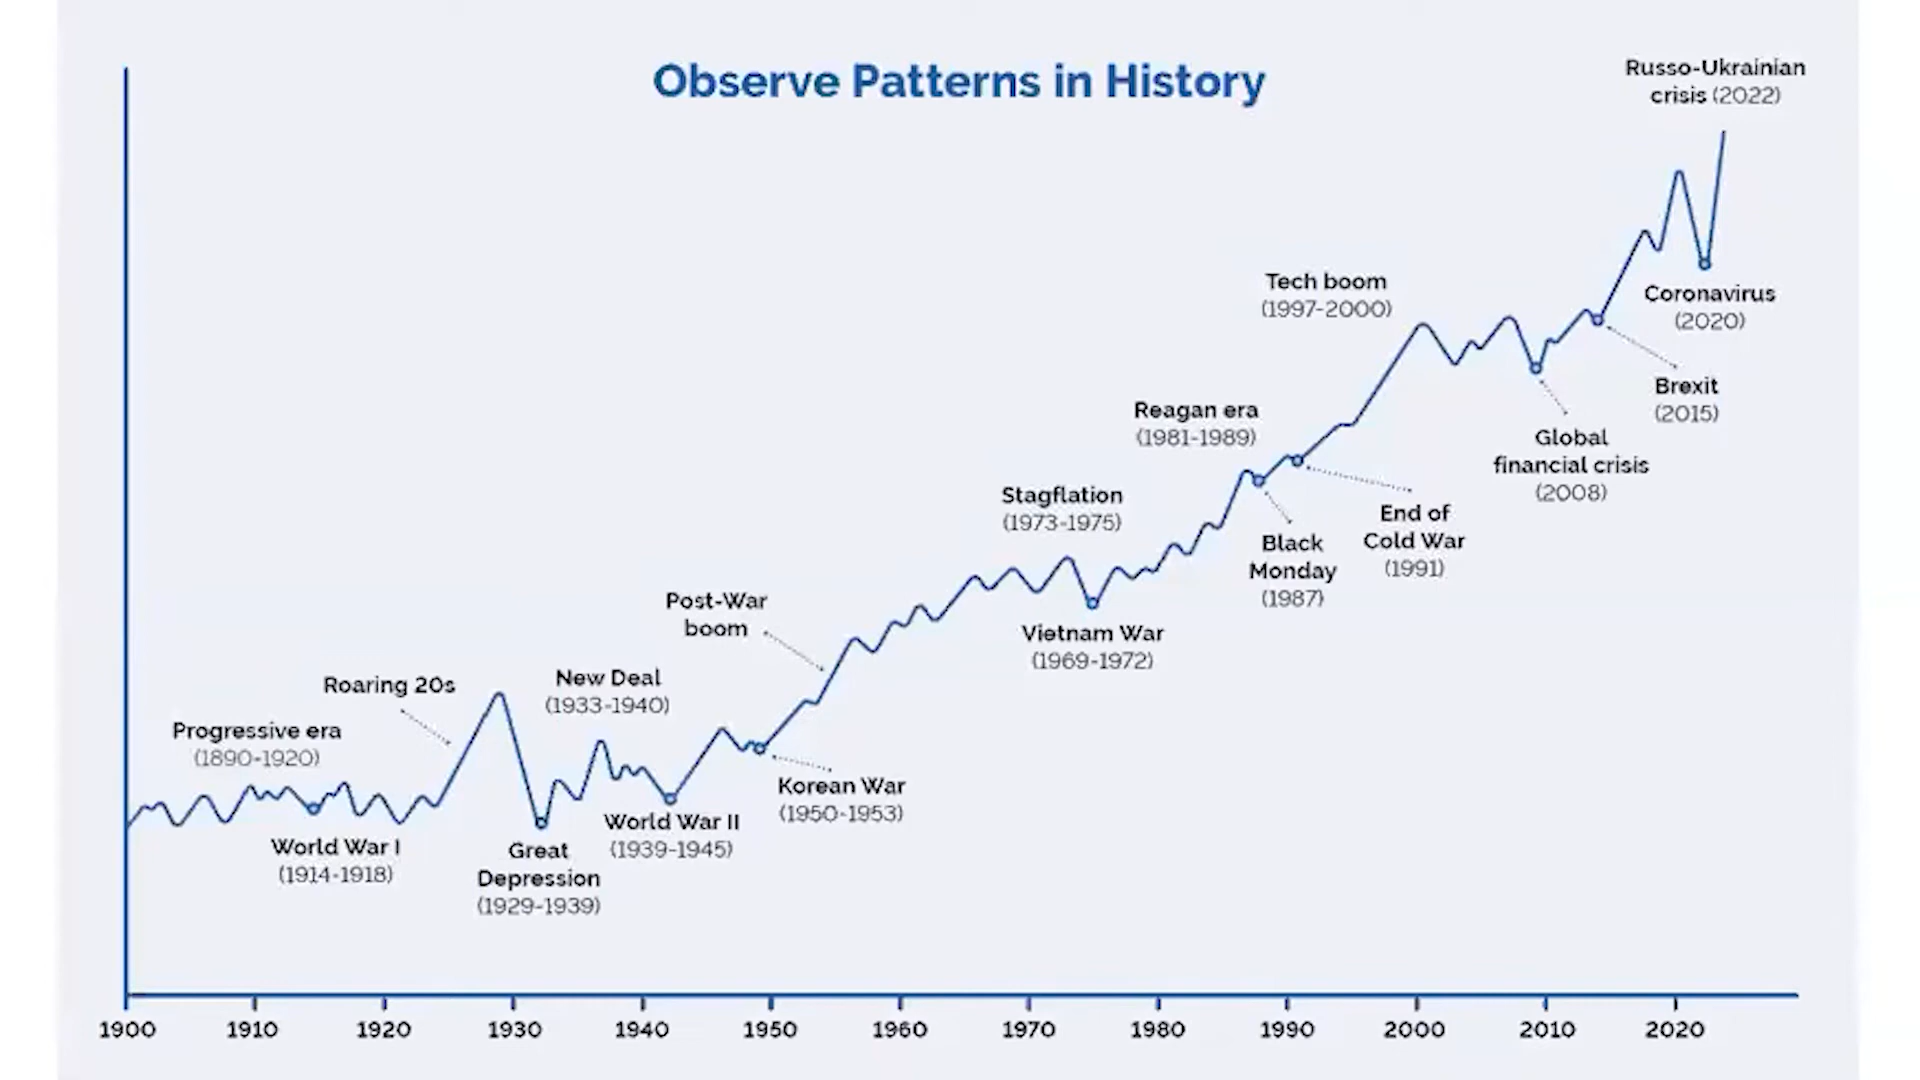 Observe Patterns in History
Russo-Ukrainian
crisis (2022)
Tech boom
(1997-2000)
Coronavirus
(2020)
Brexit
(2015)
Reagan era
(1981-1989)
Global
financial crisis
(2008)
Stagflation
(1973-1975)
End of
Cold War
(1991)
Black
Monday
(1987)
Post-War
boom
Vietnam War
(1969-1972)
Roaring 20s
New Deal
(1933-1940)
Progressive era
(1890-1920)
Korean War
(1950-1953)
World War II
(1939-1945)
World War I
(1914-1918)
Great
Depression
(1929-1939)
1900 1910 1920 1930 1940 1950 1960 1970 1980 1990 2000 2010 2020